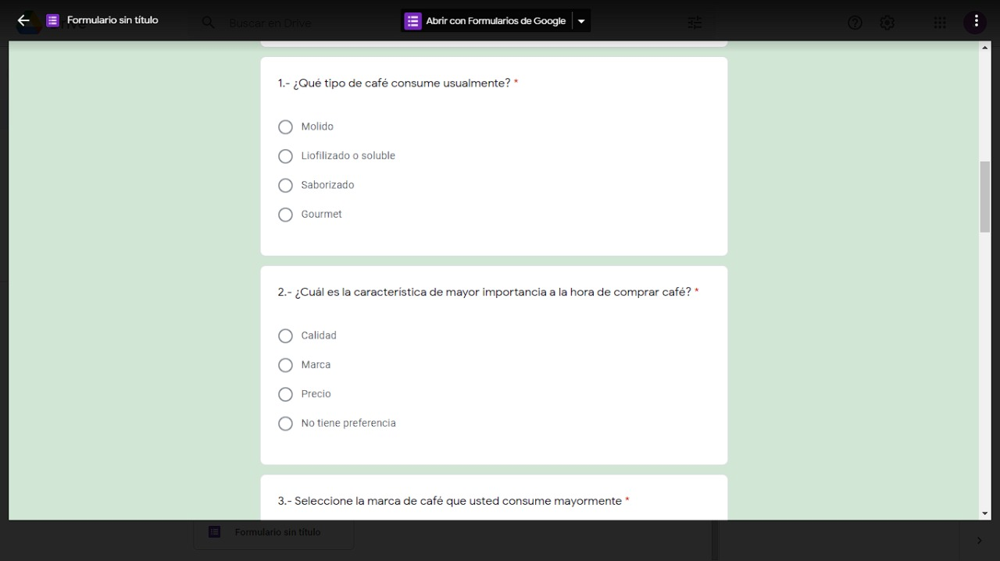 Formulario sin título
Buscar en Drive
Abrir con Formularios de Google
1.- ¿Qué tipo de café consume usualmente? *
Molido
Liofilizado o soluble
Saborizado
Gourmet
2.- ¿Cuál es la característica de mayor importancia a la hora de comprar café? *
Calidad
Marca
Precio
No tiene preferencia
3.- Seleccione la marca de café que usted consume mayormente *
Formulario sin título